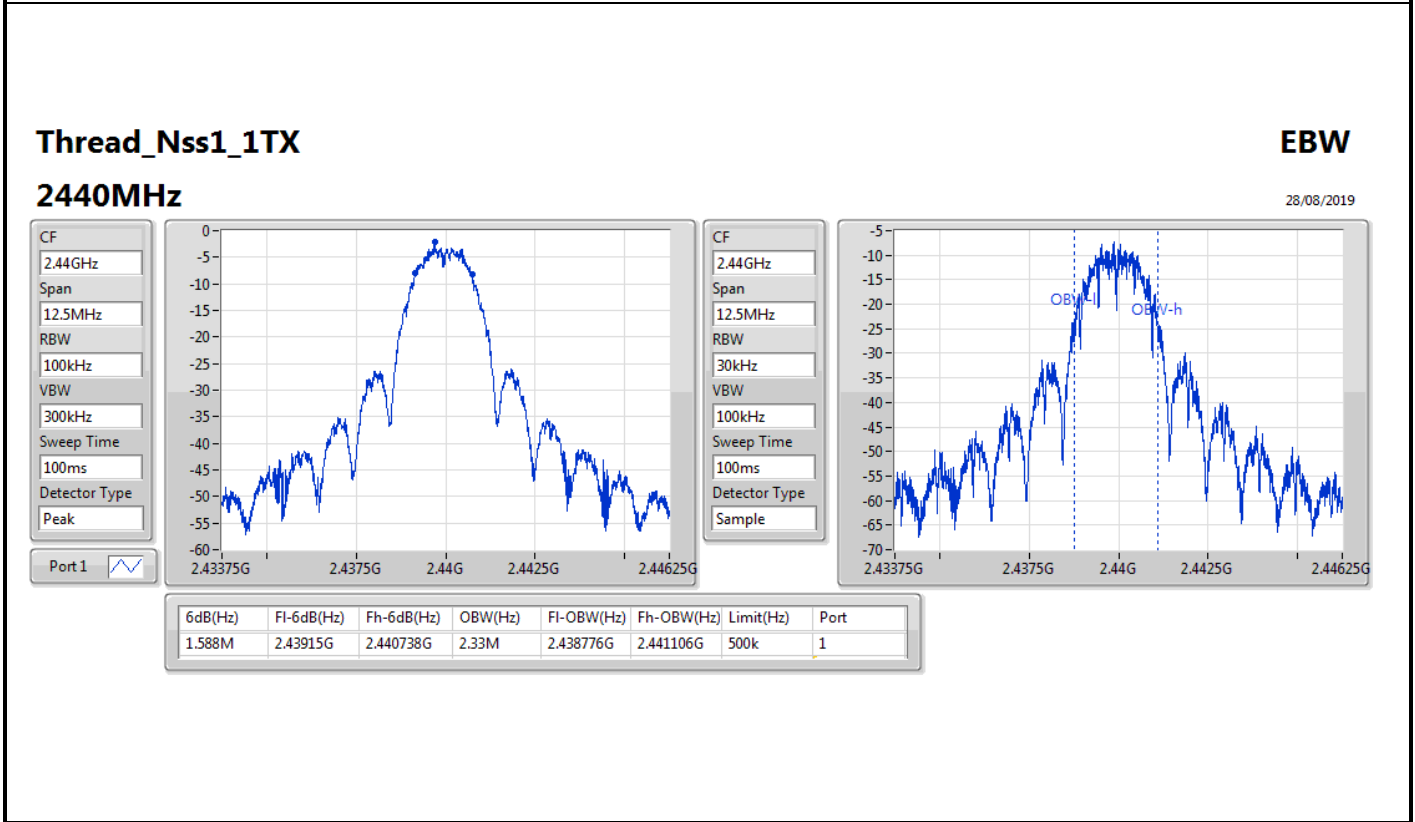 Thread_Nss1_1TX
EBW
2440MHz
28/08/2019
CF
2.44GHz
Span
12.5MHz
RBW
100kHz
VBW
300kHz
Sweep Time
100ms
Detector Type
Peak
Port 1
0
-5
-10
-15
-20
-25
-30
-35
-40
-45
-50
-55
-60
2.43375G 2.4375G 2.44G 2.4425G 2.44625G
CF
2.44GHz
Span
12.5MHz
RBW
30kHz
VBW
100kHz
Sweep Time
100ms
Detector Type
Sample
-5
-10
-15
-20
-25
-30
-35
-40
-45
-50
-55
-60
-65
-70
OBW-l
OBW-h
2.43375G 2.4375G 2.44G 2.4425G 2.44625G
6dB(Hz) Fl-6dB(Hz) Fh-6dB(Hz) OBW(Hz) Fl-OBW(Hz) Fh-OBW(Hz) Limit(Hz) Port
1.588M 2.43915G 2.440738G 2.33M 2.438776G 2.441106G 500k 1